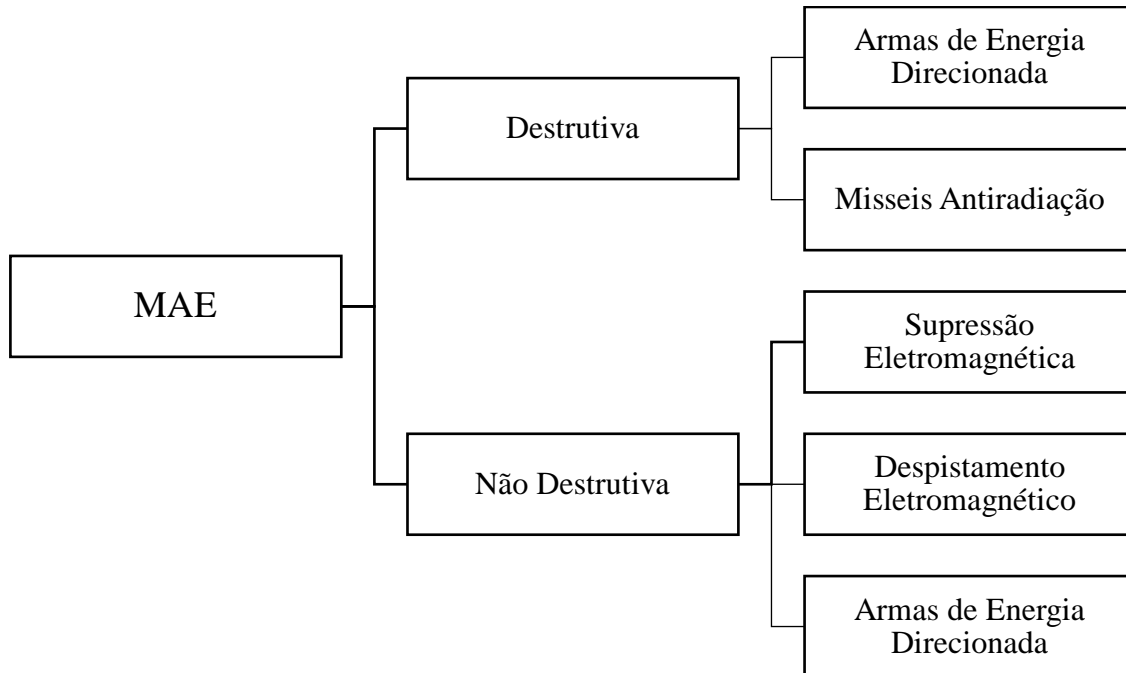 Armas de Energia
Direcionada
Destrutiva
Misseis Antiradiação
MAE
Supressão
Eletromagnética
Não Destrutiva
Despistamento
Eletromagnético
Armas de Energia
Direcionada